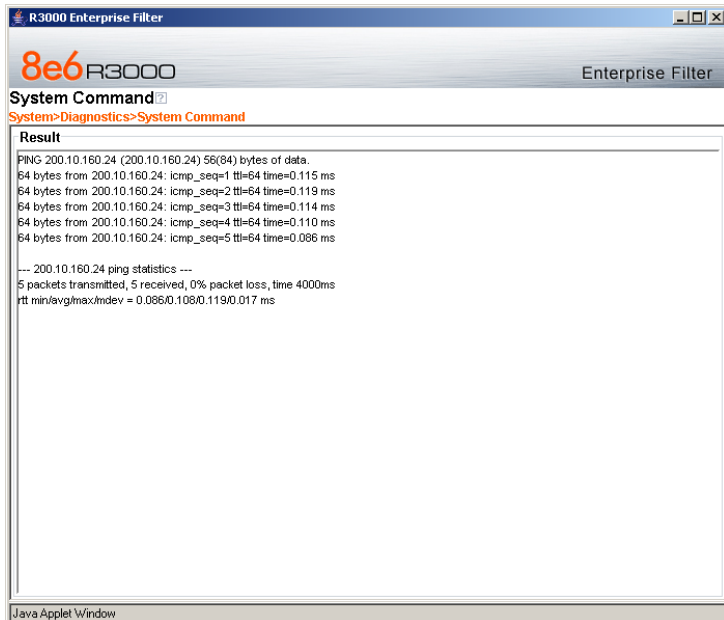 R3000 Enterprise Filter
8e6 R3000
Enterprise Filter
System Command
System>Diagnostics>System Command
Result
PING 200.10.160.24 (200.10.160.24) 56(84) bytes of data.
64 bytes from 200.10.160.24: icmp_seq=1 ttl=64 time=0.115 ms
64 bytes from 200.10.160.24: icmp_seq=2 ttl=64 time=0.119 ms
64 bytes from 200.10.160.24: icmp_seq=3 ttl=64 time=0.114 ms
64 bytes from 200.10.160.24: icmp_seq=4 ttl=64 time=0.110 ms
64 bytes from 200.10.160.24: icmp_seq=5 ttl=64 time=0.086 ms
--- 200.10.160.24 ping statistics ---
5 packets transmitted, 5 received, 0% packet loss, time 4000ms
rtt min/avg/max/mdev = 0.086/0.108/0.119/0.017 ms
Java Applet Window